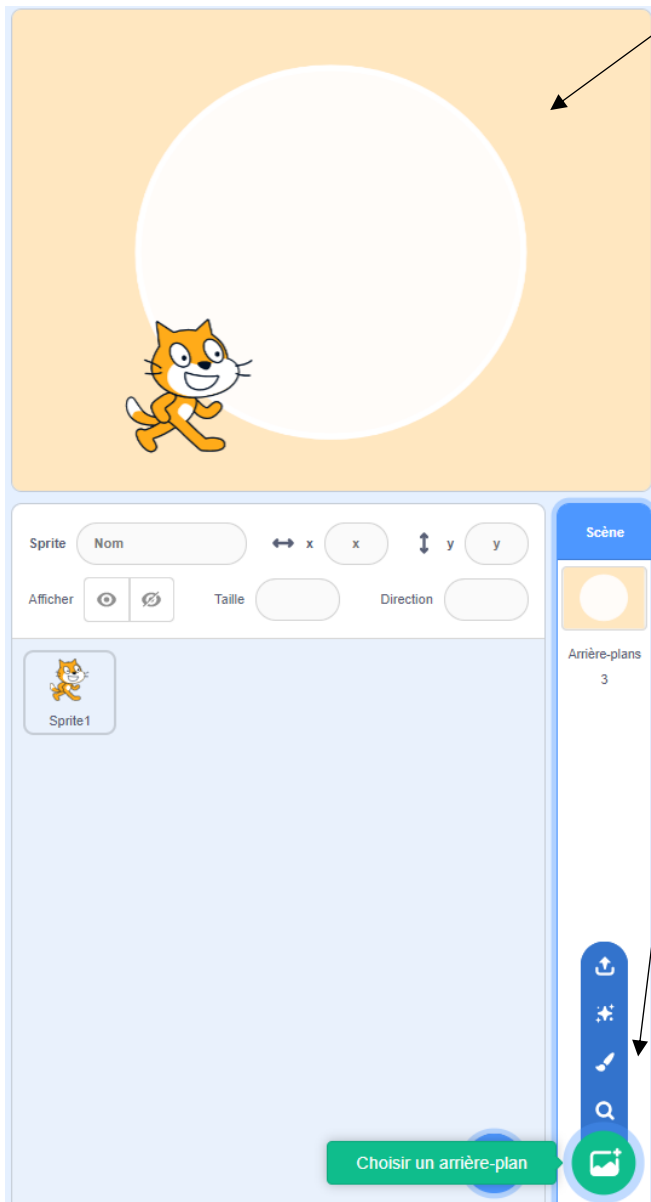 Scène
Sprite Nom x x y y
Afficher Taille Direction
Arrière-plans
3
Sprite1
Choisir un arrière-plan